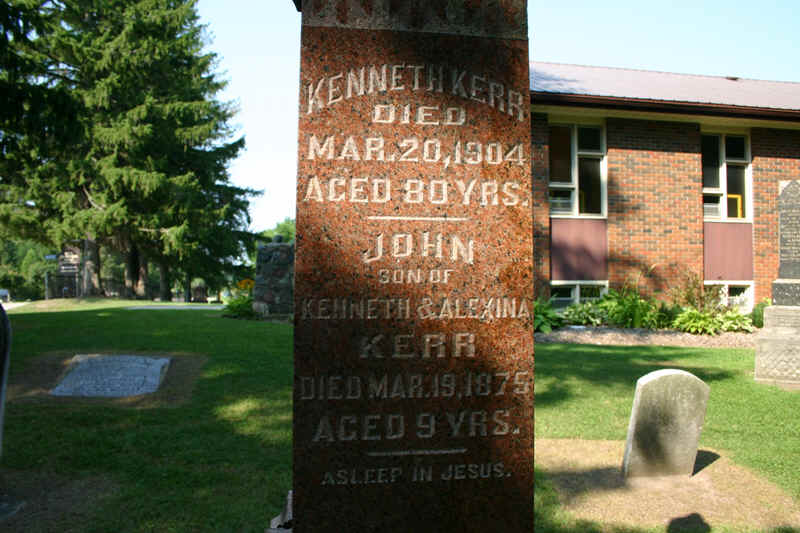 KENNETH KERR
DIED
MAR. 20, 1904
AGED 80 YRS.
JOHN
SON OF
KENNETH & ALEXINA
KERR
DIED MAR. 19, 1875
AGED 9 YRS.
ASLEEP IN JESUS.